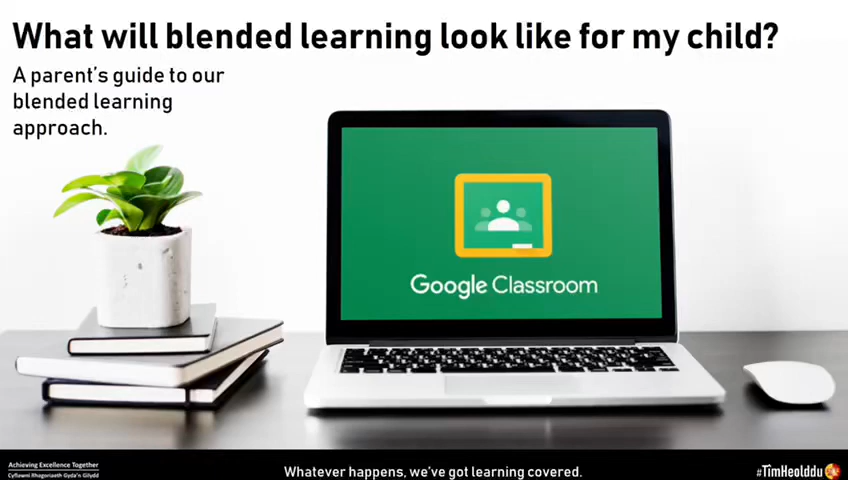 What will blended learning look like for my child?
A parent's guide to our
blended learning
approach.
Google Classroom
Achieving Excellence Together
Cyflawni Rhagoriaeth Gyda'n Gilydd
Whatever happens, we've got learning covered.
#TîmHeolddu